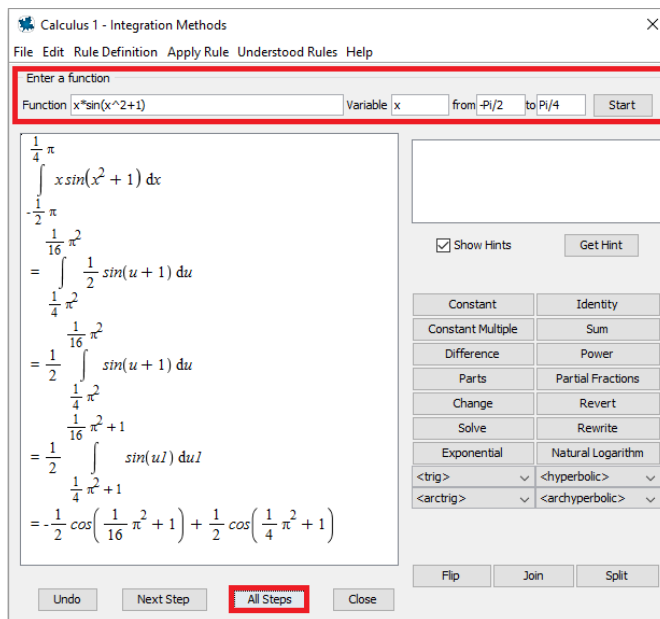 Calculus 1 - Integration Methods
File Edit Rule Definition Apply Rule Understood Rules Help
Enter a function
Function x*sin(x^2+1) Variable x from -Pi/2 to Pi/4 Start
1/4 π
∫ x sin(x² + 1) dx
-1/2 π
1/16 π²
= ∫ 1/2 sin(u + 1) du
1/4 π²
1/16 π²
= 1/2 ∫ sin(u + 1) du
1/4 π²
1/16 π² + 1
= 1/2 ∫ sin(u1) du1
1/4 π² + 1
= -1/2 cos(1/16 π² + 1) + 1/2 cos(1/4 π² + 1)
Show Hints Get Hint
Constant Identity
Constant Multiple Sum
Difference Power
Parts Partial Fractions
Change Revert
Solve Rewrite
Exponential Natural Logarithm
<trig> <hyperbolic>
<arctrig> <archyperbolic>
Flip Join Split
Undo Next Step All Steps Close